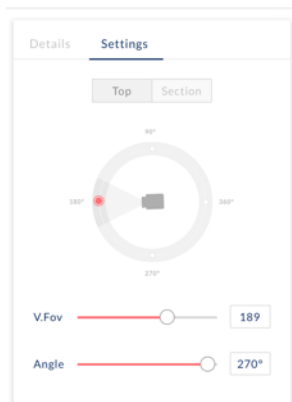 Details Settings
Top Section
90°
180° 360°
270°
V.Fov 189
Angle 270°